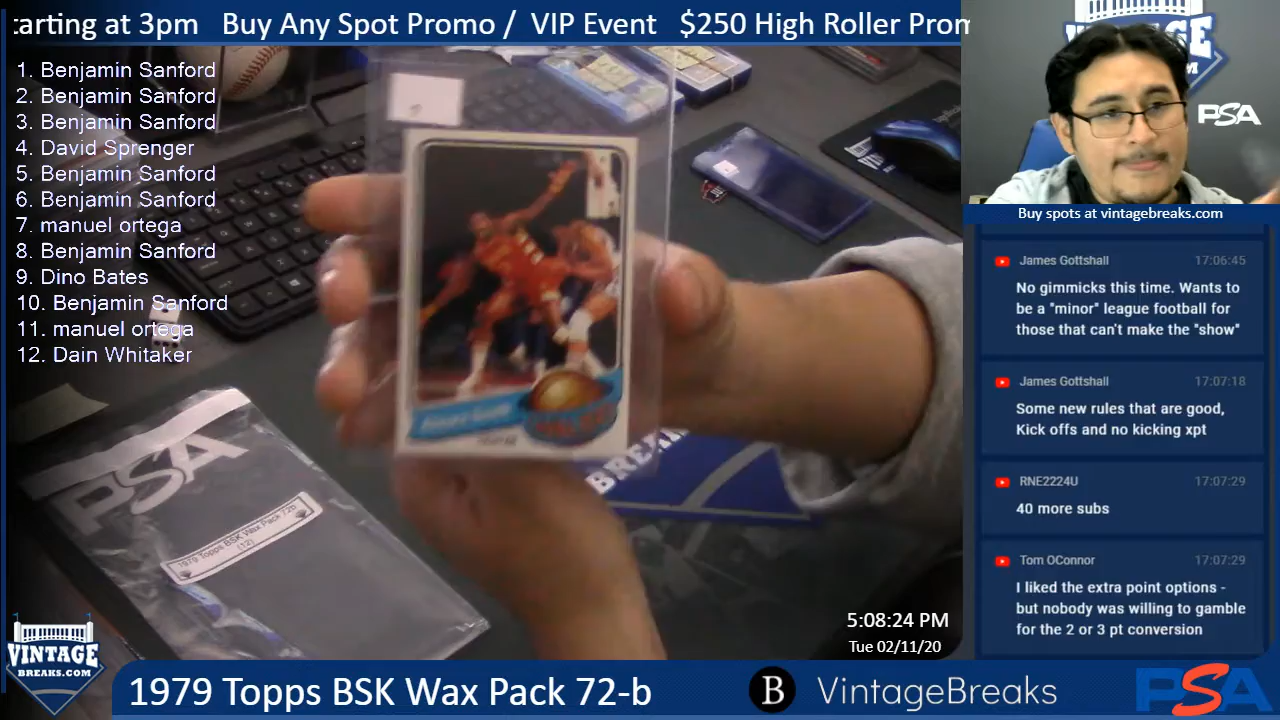 :arting at 3pm Buy Any Spot Promo / VIP Event $250 High Roller Prom
1. Benjamin Sanford
2. Benjamin Sanford
3. Benjamin Sanford
4. David Sprenger
5. Benjamin Sanford
6. Benjamin Sanford
7. manuel ortega
8. Benjamin Sanford
9. Dino Bates
10. Benjamin Sanford
11. manuel ortega
12. Dain Whitaker
VINTAGE
PSA
Buy spots at vintagebreaks.com
James Gottshall 17:06:45
No gimmicks this time. Wants to
be a "minor" league football for
those that can't make the "show"
James Gottshall 17:07:18
Some new rules that are good,
Kick offs and no kicking xpt
RNE2224U 17:07:29
40 more subs
Tom OConnor 17:07:29
I liked the extra point options -
but nobody was willing to gamble
for the 2 or 3 pt conversion
PSA
1979 Topps BSK Wax Pack 72b
[12]
BREAK
5:08:24 PM
Tue 02/11/20
VINTAGE
BREAKS.COM
1979 Topps BSK Wax Pack 72-b
B VintageBreaks
PSA